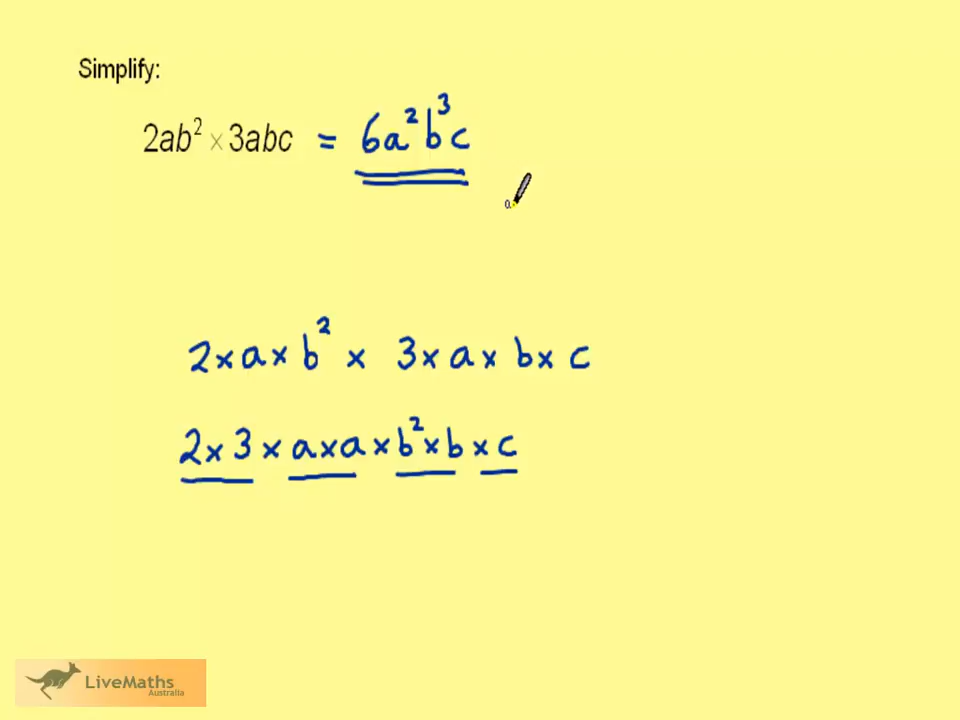 Simplify:
2ab² × 3abc = 6a²b³c
2 × a × b² × 3 × a × b × c
2 × 3 × a × a × b² × b × c
LiveMaths
Australia